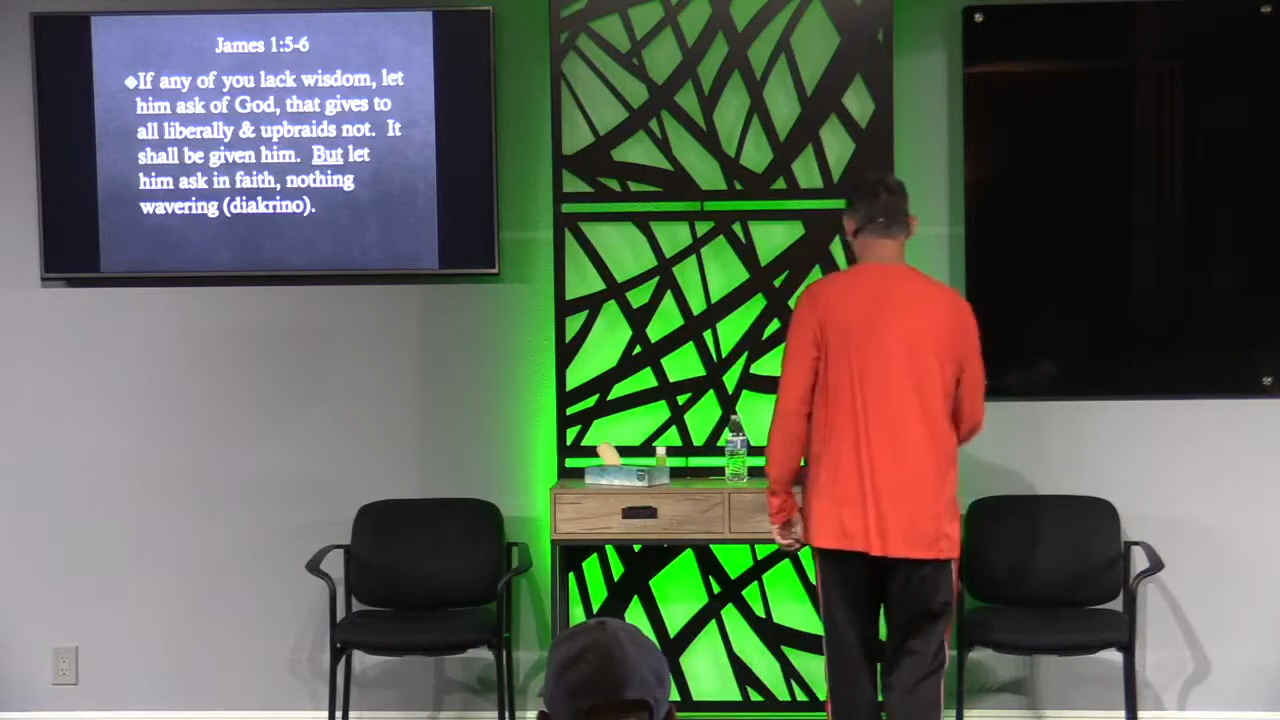 James 1:5-6
❖If any of you lack wisdom, let
him ask of God, that gives to
all liberally & upbraids not.  It
shall be given him.  But let
him ask in faith, nothing
wavering (diakrino).